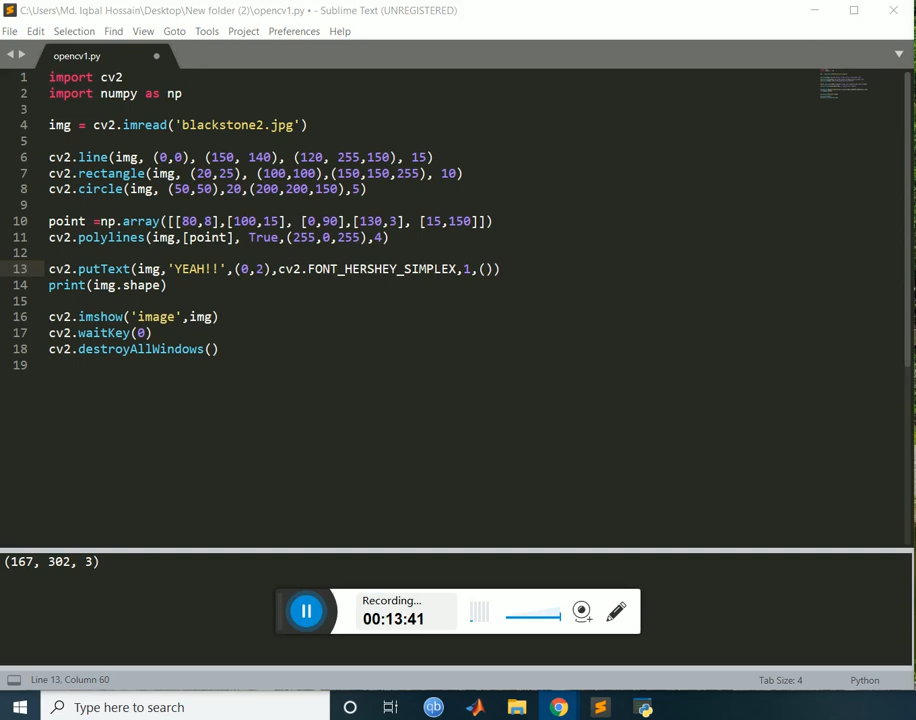 C:\Users\Md. Iqbal Hossain\Desktop\New folder (2)\opencv1.py • - Sublime Text (UNREGISTERED)
File Edit Selection Find View Goto Tools Project Preferences Help
opencv1.py
1 import cv2
2 import numpy as np
3
4 img = cv2.imread('blackstone2.jpg')
5
6 cv2.line(img, (0,0), (150, 140), (120, 255,150), 15)
7 cv2.rectangle(img, (20,25), (100,100),(150,150,255), 10)
8 cv2.circle(img, (50,50),20,(200,200,150),5)
9
10 point =np.array([[80,8],[100,15], [0,90],[130,3], [15,150]])
11 cv2.polylines(img,[point], True,(255,0,255),4)
12
13 cv2.putText(img,'YEAH!!',(0,2),cv2.FONT_HERSHEY_SIMPLEX,1,())
14 print(img.shape)
15
16 cv2.imshow('image',img)
17 cv2.waitKey(0)
18 cv2.destroyAllWindows()
19
(167, 302, 3)
Recording...
00:13:41
Line 13, Column 60 Tab Size: 4 Python
Type here to search
qb